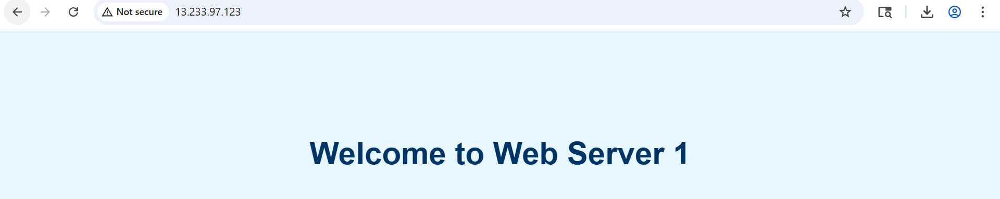 Not secure 13.233.97.123
Welcome to Web Server 1